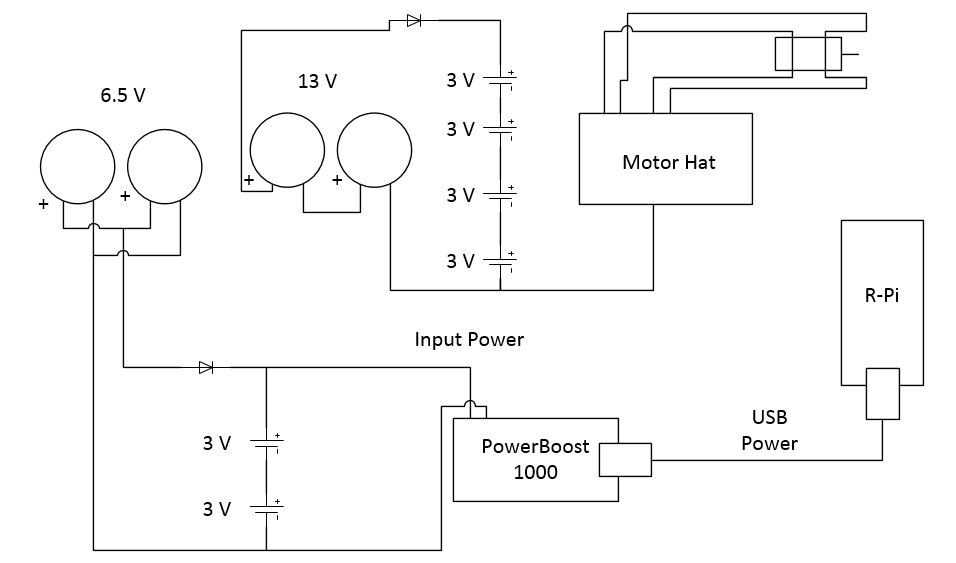 6.5 V
13 V
3 V
3 V
3 V
3 V
+
+
+
+
+
-
+
-
+
-
+
-
Motor Hat
R-Pi
Input Power
USB
Power
PowerBoost
1000
3 V
3 V
+
-
+
-